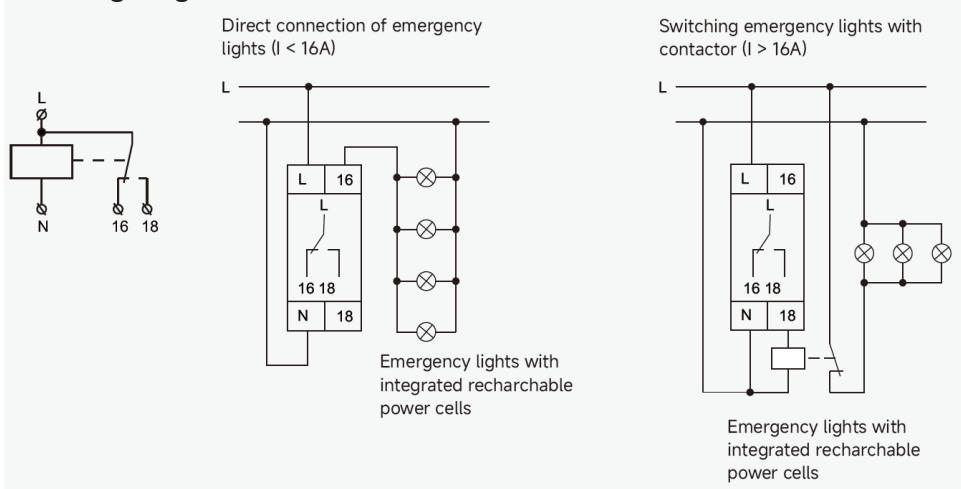 Direct connection of emergency
lights (I < 16A)
Switching emergency lights with
contactor (I > 16A)
L
N
16 18
L
L 16
L
16 18
N 18
Emergency lights with
integrated recharchable
power cells
L
L 16
L
16 18
N 18
Emergency lights with
integrated recharchable
power cells